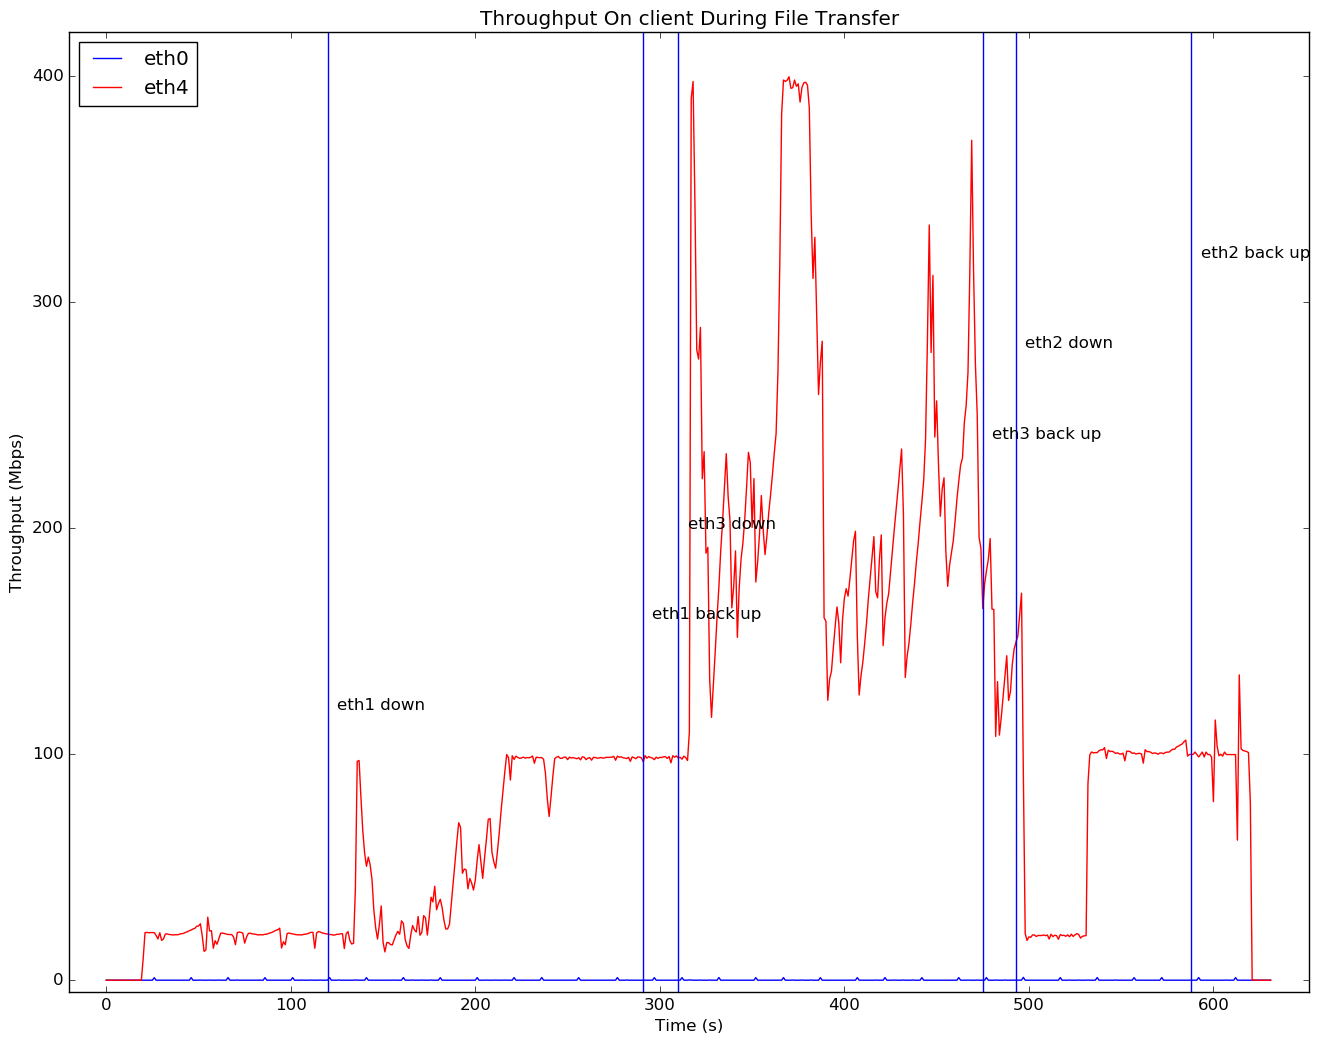 Throughput On client During File Transfer
eth0
eth4
400
300
200
100
0
Throughput (Mbps)
eth2 back up
eth2 down
eth3 back up
eth3 down
eth1 back up
eth1 down
0
100
200
300
400
500
600
Time (s)